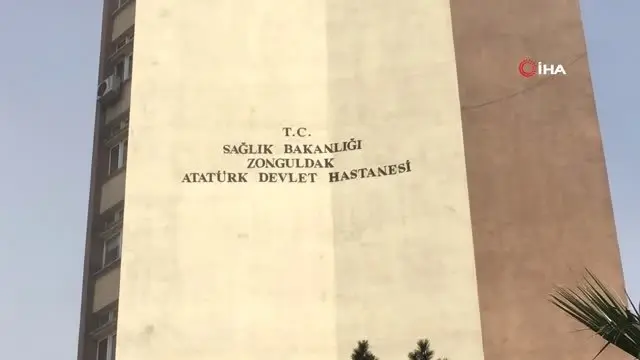 İHA
T.C.
SAĞLIK BAKANLIĞI
ZONGULDAK
ATATÜRK DEVLET HASTANESİ